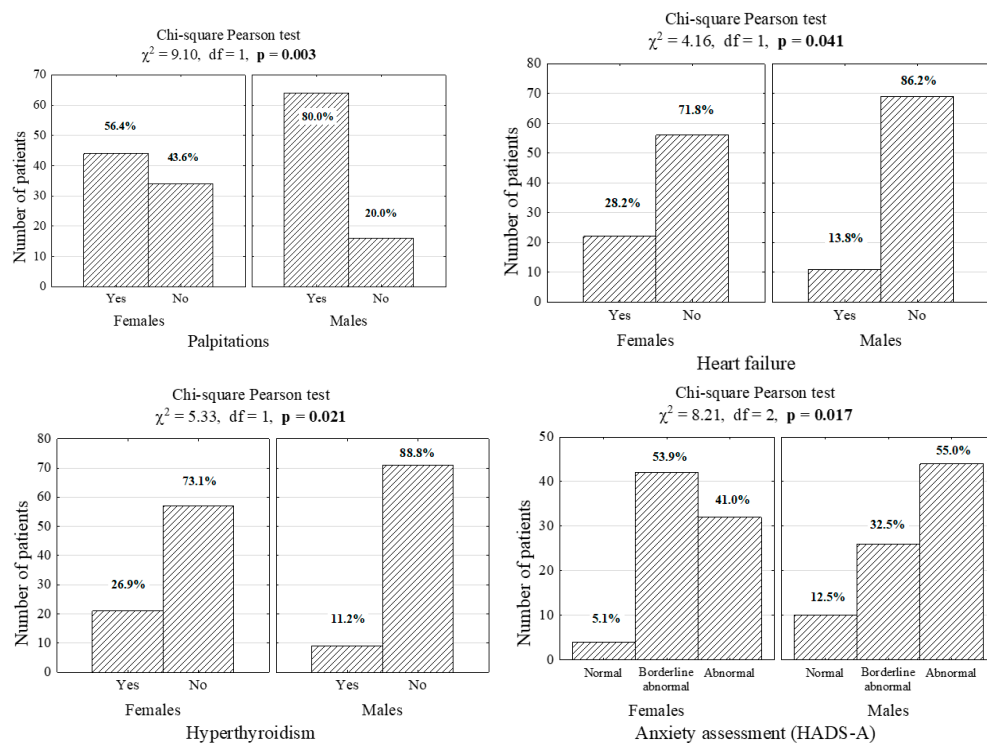 Chi-square Pearson test
χ² = 9.10, df = 1, p = 0.003
Number of patients
70
60
50
40
30
20
10
0
56.4%
43.6%
80.0%
20.0%
Yes No Yes No
Females Males
Palpitations
Chi-square Pearson test
χ² = 4.16, df = 1, p = 0.041
Number of patients
80
70
60
50
40
30
20
10
0
28.2%
71.8%
13.8%
86.2%
Yes No Yes No
Females Males
Heart failure
Chi-square Pearson test
χ² = 5.33, df = 1, p = 0.021
Number of patients
80
70
60
50
40
30
20
10
0
26.9%
73.1%
11.2%
88.8%
Yes No Yes No
Females Males
Hyperthyroidism
Chi-square Pearson test
χ² = 8.21, df = 2, p = 0.017
Number of patients
50
40
30
20
10
0
5.1%
53.9%
41.0%
12.5%
32.5%
55.0%
Normal Borderline abnormal Abnormal Normal Borderline abnormal Abnormal
Females Males
Anxiety assessment (HADS-A)